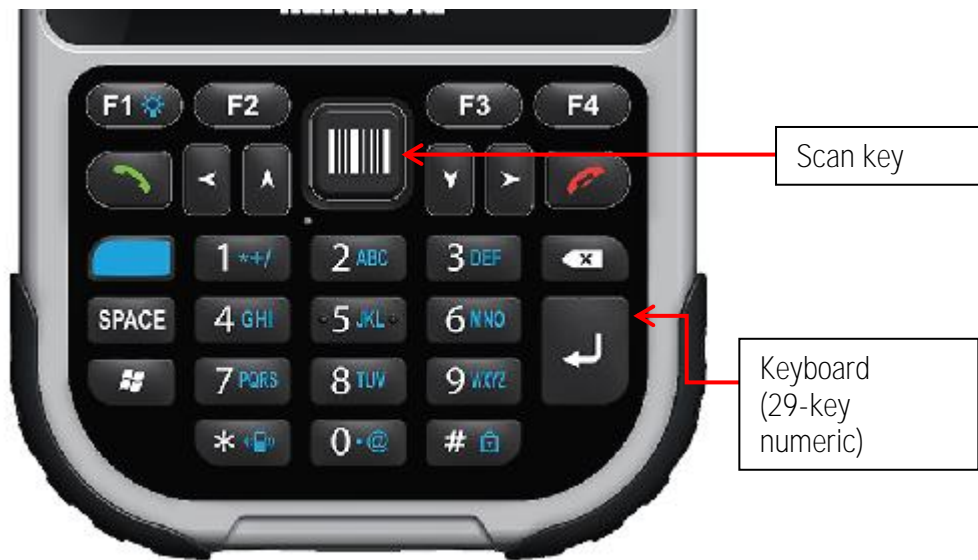 F1 F2 F3 F4
Scan key
1 *+/ 2 ABC 3 DEF
SPACE 4 GHI 5 JKL 6 MNO
7 PQRS 8 TUV 9 WXYZ
* 0 · @ #
Keyboard
(29-key
numeric)